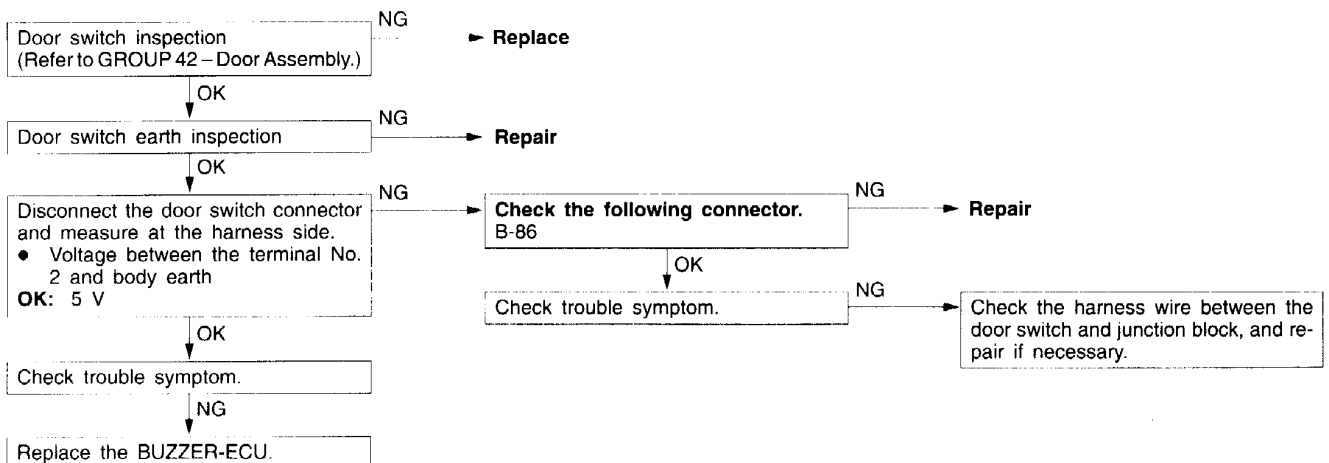 Door switch inspection
(Refer to GROUP 42 – Door Assembly.)
NG
Replace
OK
Door switch earth inspection
NG
Repair
OK
Disconnect the door switch connector
and measure at the harness side.
● Voltage between the terminal No.
2 and body earth
OK: 5 V
NG
Check the following connector.
B-86
NG
Repair
OK
Check trouble symptom.
NG
Check the harness wire between the
door switch and junction block, and re-
pair if necessary.
OK
Check trouble symptom.
NG
Replace the BUZZER-ECU.